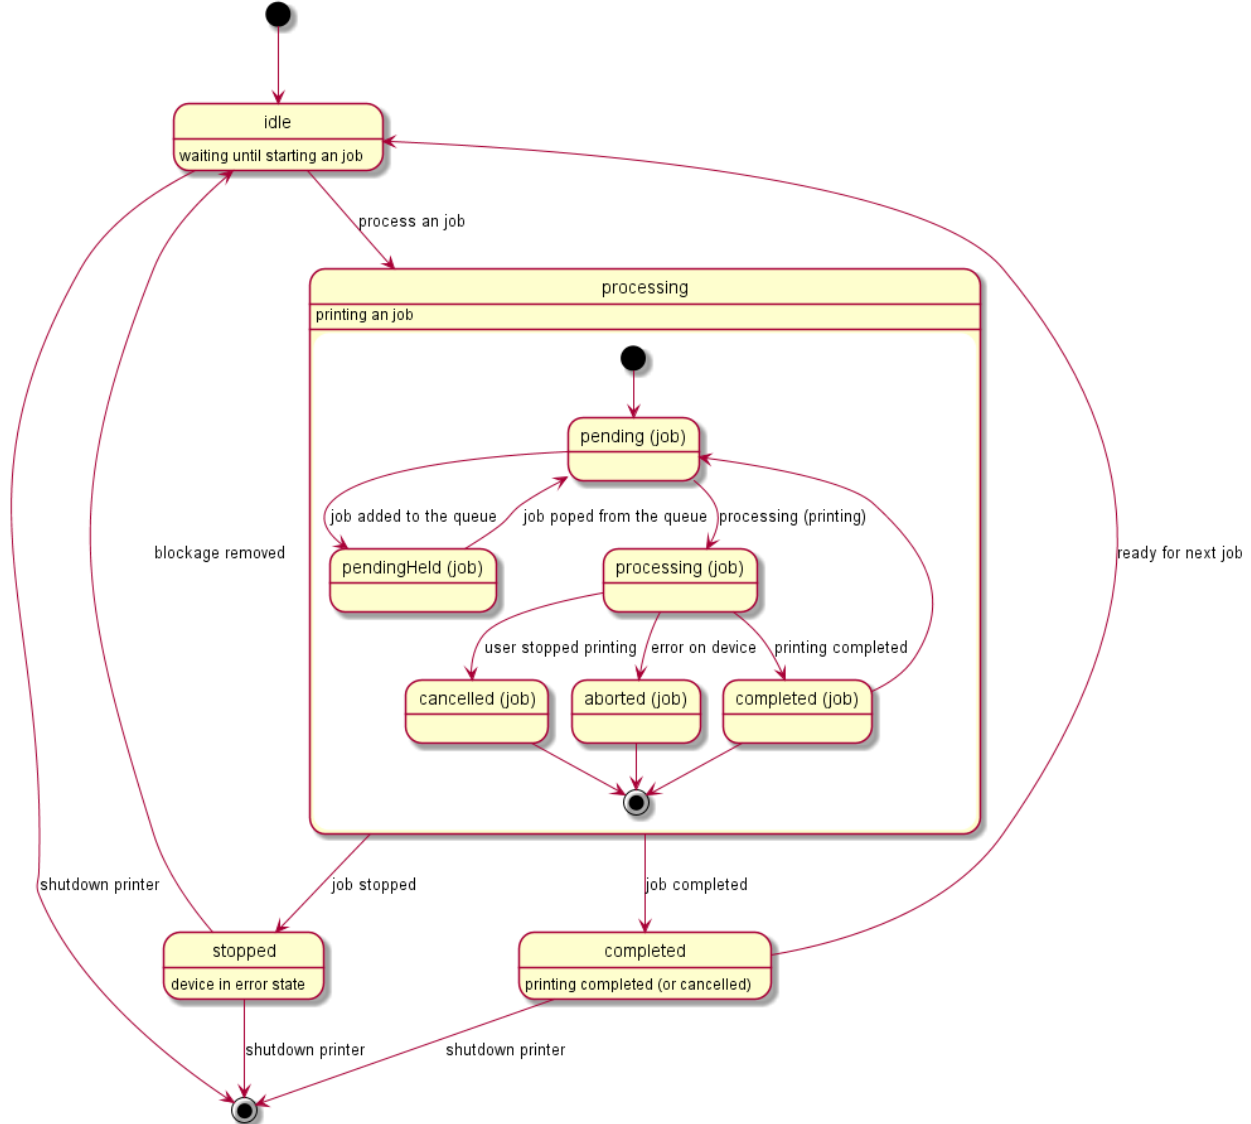 idle
waiting until starting an job
process an job
processing
printing an job
pending (job)
job added to the queue
job poped from the queue
processing (printing)
blockage removed
ready for next job
pendingHeld (job)
processing (job)
user stopped printing
error on device
printing completed
cancelled (job)
aborted (job)
completed (job)
shutdown printer
job stopped
job completed
stopped
device in error state
completed
printing completed (or cancelled)
shutdown printer
shutdown printer